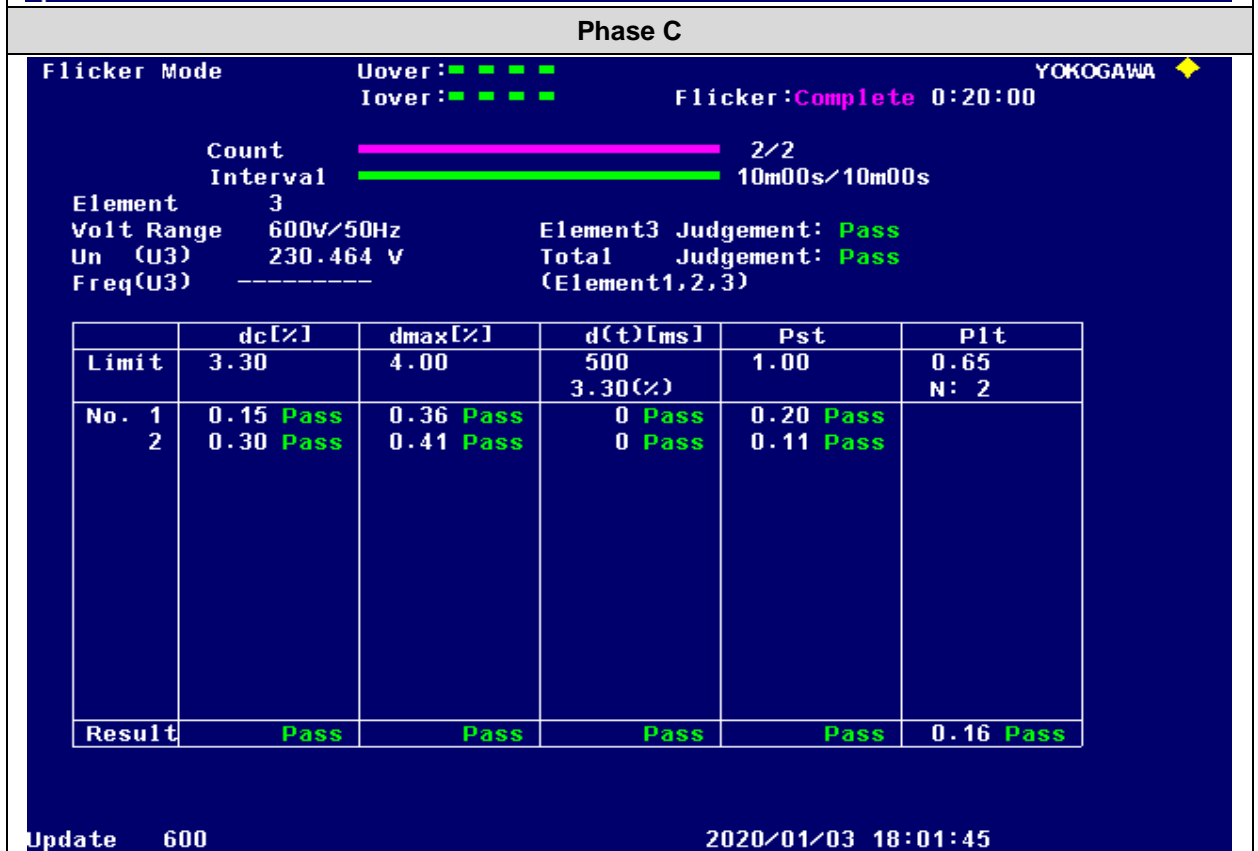 Phase C
Flicker Mode Uover: YOKOGAWA
Iover: Flicker:Complete 0:20:00
Count 2/2
Interval 10m00s/10m00s
Element 3
Volt Range 600V/50Hz Element3 Judgement: Pass
Un (U3) 230.464 V Total Judgement: Pass
Freq(U3) --------- (Element1,2,3)
dc[%] dmax[%] d(t)[ms] Pst Plt
Limit 3.30 4.00 500 1.00 0.65
3.30(%) N: 2
No. 1 0.15 Pass 0.36 Pass 0 Pass 0.20 Pass
2 0.30 Pass 0.41 Pass 0 Pass 0.11 Pass
Result Pass Pass Pass Pass 0.16 Pass
Update 600 2020/01/03 18:01:45